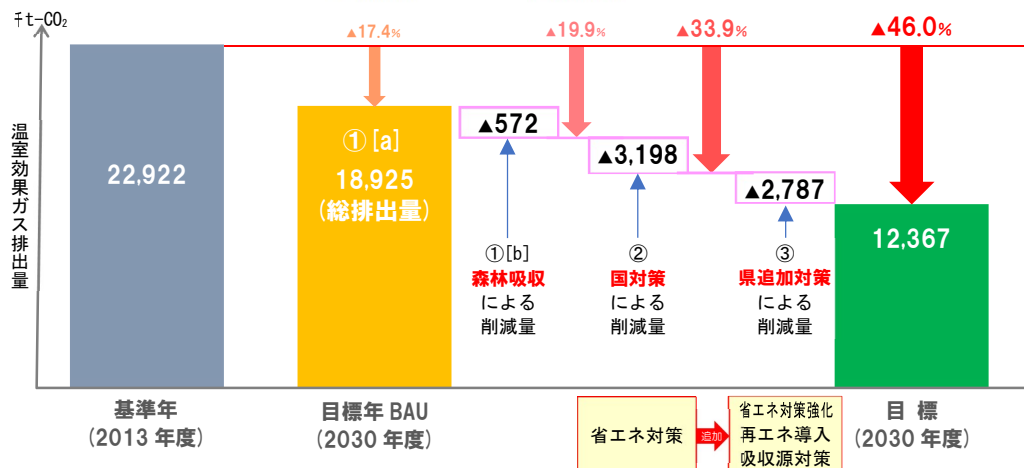 千t-CO₂
温室効果ガス排出量
▲17.4%
▲19.9%
▲33.9%
▲46.0%
22,922
①[a]
18,925
(総排出量)
▲572
▲3,198
▲2,787
12,367
①[b]
森林吸収
による
削減量
②
国対策
による
削減量
③
県追加対策
による
削減量
基準年
(2013 年度)
目標年 BAU
(2030 年度)
省エネ対策
追加
省エネ対策強化
再エネ導入
吸収源対策
目 標
(2030 年度)